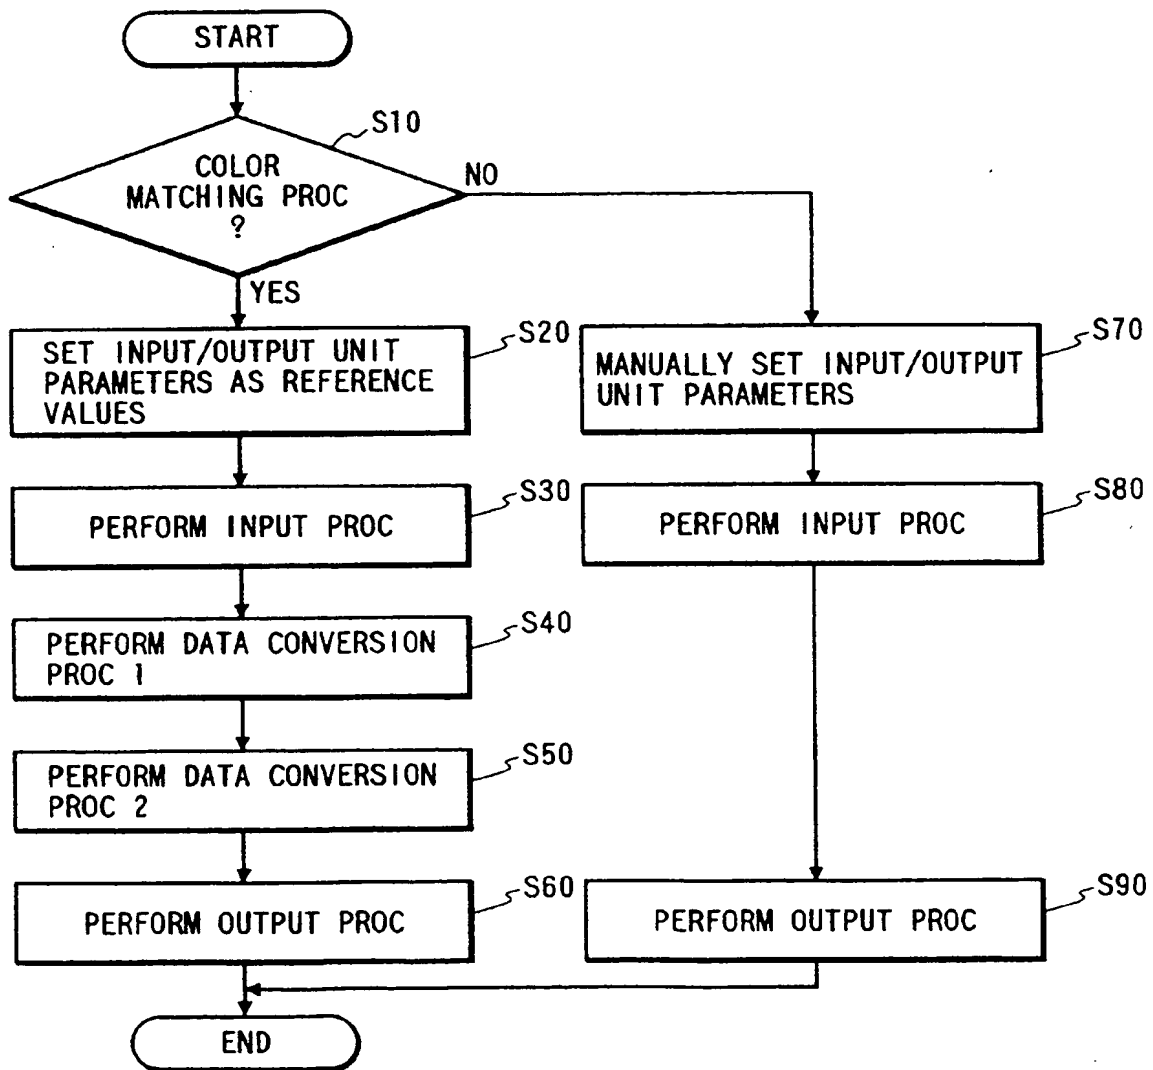 START
S10
COLOR
MATCHING PROC
?
NO
YES
S20
SET INPUT/OUTPUT UNIT
PARAMETERS AS REFERENCE
VALUES
S70
MANUALLY SET INPUT/OUTPUT
UNIT PARAMETERS
S30
PERFORM INPUT PROC
S80
PERFORM INPUT PROC
S40
PERFORM DATA CONVERSION
PROC 1
S50
PERFORM DATA CONVERSION
PROC 2
S60
PERFORM OUTPUT PROC
S90
PERFORM OUTPUT PROC
END